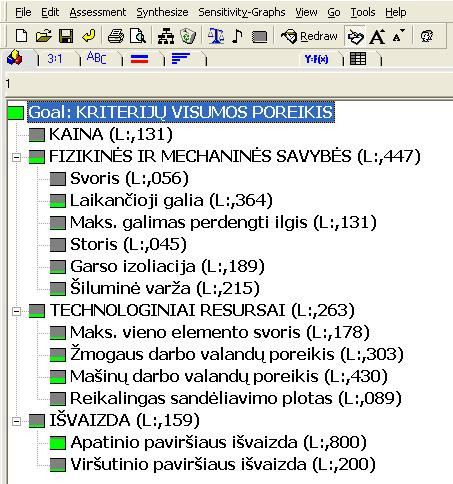 File Edit Assessment Synthesize Sensitivity-Graphs View Go Tools Help
Redraw A A
3:1 ABC Y:F(x)
1
Goal: KRITERIJŲ VISUMOS POREIKIS
KAINA (L:,131)
FIZIKINĖS IR MECHANINĖS SAVYBĖS (L:,447)
Svoris (L:,056)
Laikančioji galia (L:,364)
Maks. galimas perdengti ilgis (L:,131)
Storis (L:,045)
Garso izoliacija (L:,189)
Šiluminė varža (L:,215)
TECHNOLOGINIAI RESURSAI (L:,263)
Maks. vieno elemento svoris (L:,178)
Žmogaus darbo valandų poreikis (L:,303)
Mašinų darbo valandų poreikis (L:,430)
Reikalingas sandėliavimo plotas (L:,089)
IŠVAIZDA (L:,159)
Apatinio paviršiaus išvaizda (L:,800)
Viršutinio paviršiaus išvaizda (L:,200)